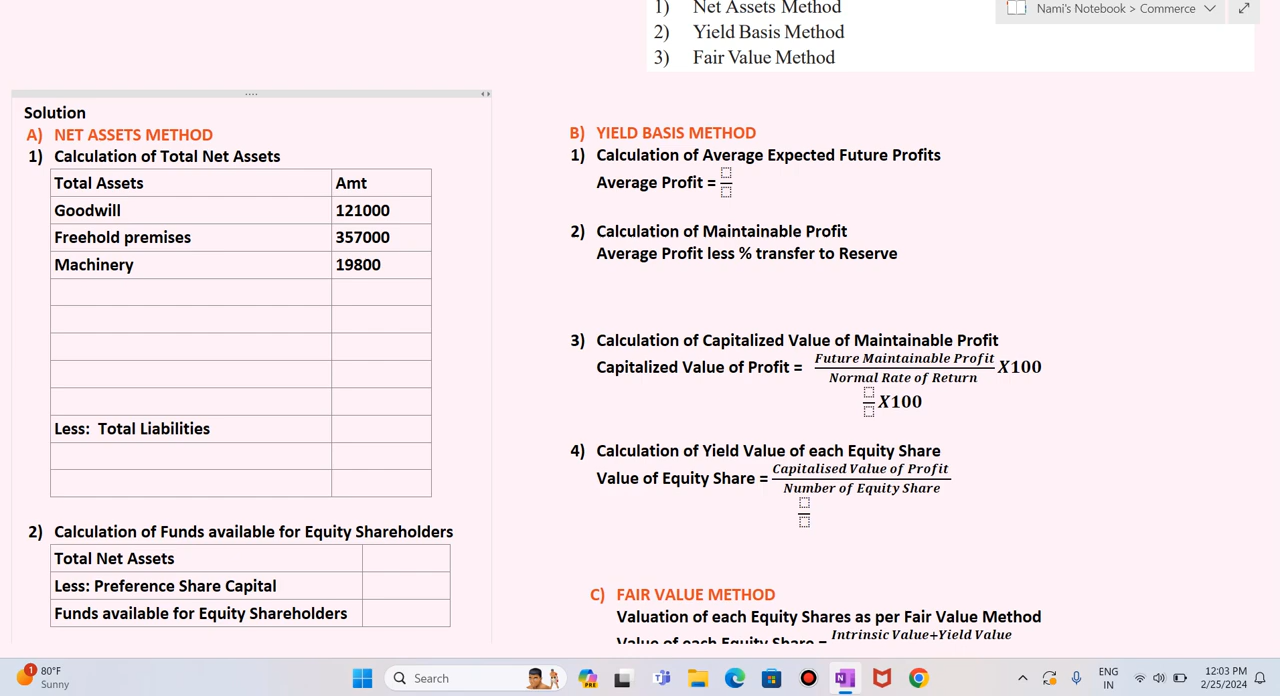 1) Net Assets Method
2) Yield Basis Method
3) Fair Value Method
Nami's Notebook > Commerce
Solution
A) NET ASSETS METHOD
1) Calculation of Total Net Assets
Total Assets Amt
Goodwill 121000
Freehold premises 357000
Machinery 19800
Less: Total Liabilities
2) Calculation of Funds available for Equity Shareholders
Total Net Assets
Less: Preference Share Capital
Funds available for Equity Shareholders
B) YIELD BASIS METHOD
1) Calculation of Average Expected Future Profits
Average Profit =
2) Calculation of Maintainable Profit
Average Profit less % transfer to Reserve
3) Calculation of Capitalized Value of Maintainable Profit
Future Maintainable Profit
Capitalized Value of Profit = X100
Normal Rate of Return
X100
4) Calculation of Yield Value of each Equity Share
Capitalised Value of Profit
Value of Equity Share =
Number of Equity Share
C) FAIR VALUE METHOD
Valuation of each Equity Shares as per Fair Value Method
Intrinsic Value+Yield Value
Value of each Equity Share =
1
80°F
Sunny
Search
PRE
N
ENG
IN
12:03 PM
2/25/2024